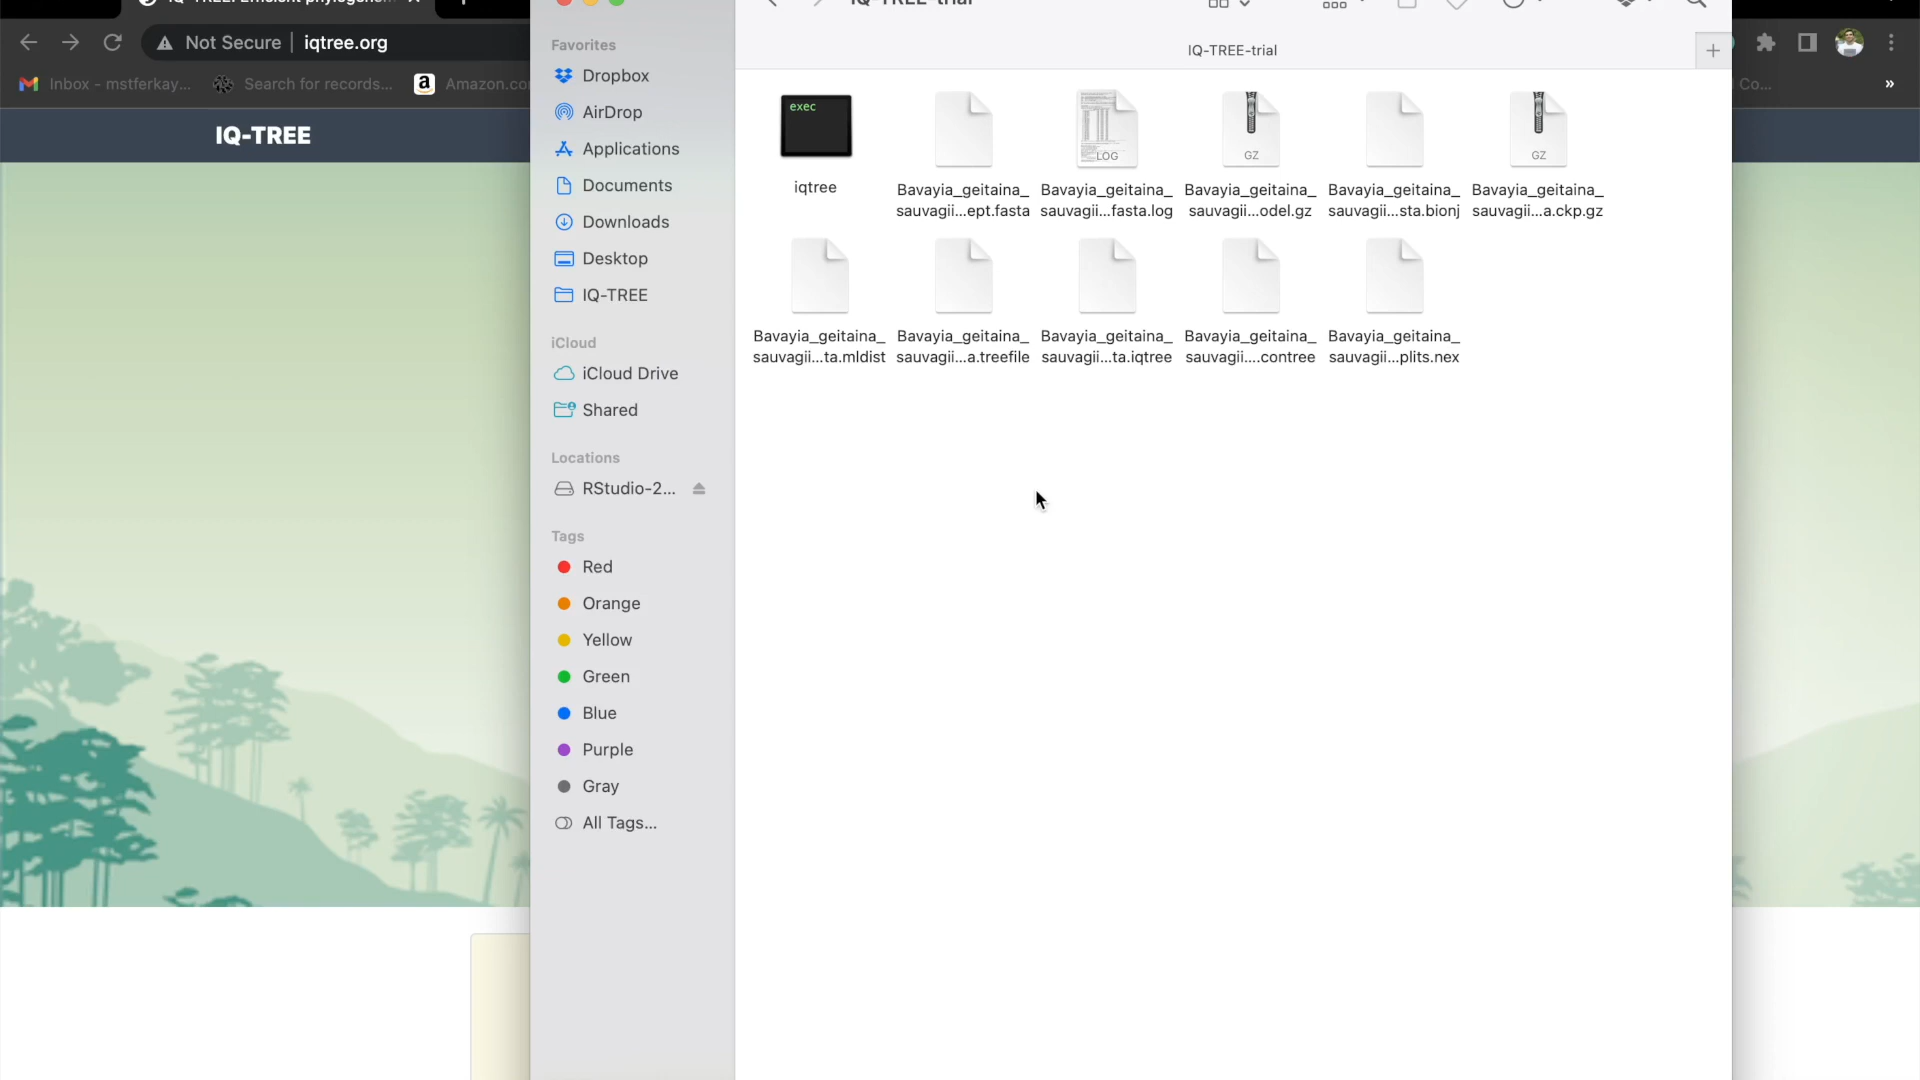 Not Secure | iqtree.org
Inbox - mstferkay... Search for records... a
IQ-TREE
IQ-TREE-trial
IQ-TREE-trial
Favorites
Dropbox
AirDrop
Applications
Documents
Downloads
Desktop
IQ-TREE
iCloud
iCloud Drive
Shared
Locations
RStudio-2...
Tags
Red
Orange
Yellow
Green
Blue
Purple
Gray
All Tags...
exec
iqtree
Bavayia_geitaina_
sauvagii...ept.fasta
LOG
Bavayia_geitaina_
sauvagii...fasta.log
GZ
Bavayia_geitaina_
sauvagii...odel.gz
Bavayia_geitaina_
sauvagii...sta.bionj
GZ
Bavayia_geitaina_
sauvagii...a.ckp.gz
Bavayia_geitaina_
sauvagii...ta.mldist
Bavayia_geitaina_
sauvagii...a.treefile
Bavayia_geitaina_
sauvagii...ta.iqtree
Bavayia_geitaina_
sauvagii....contree
Bavayia_geitaina_
sauvagii...plits.nex
Co...